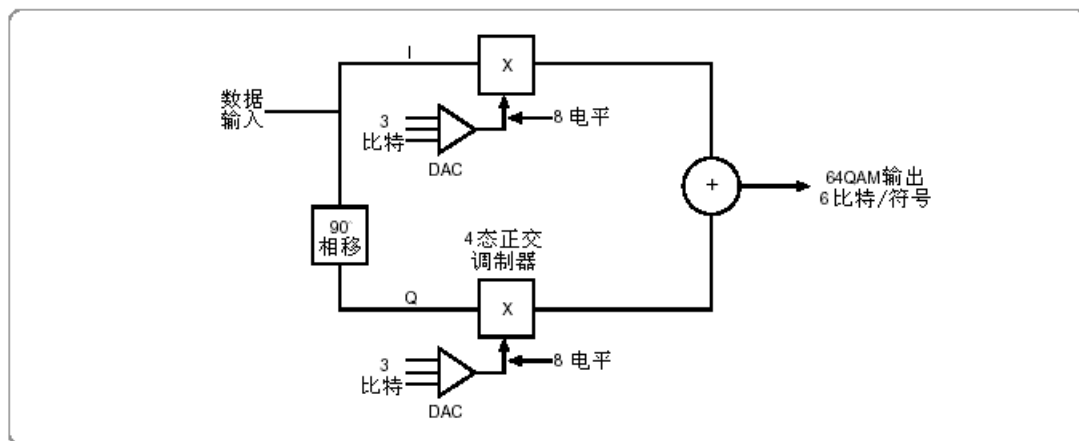 I
X
数据
输入
3
比特
8 电平
DAC
+
64QAM输出
6 比特/符号
90°
相移
4态正交
调制器
Q
X
3
比特
8 电平
DAC